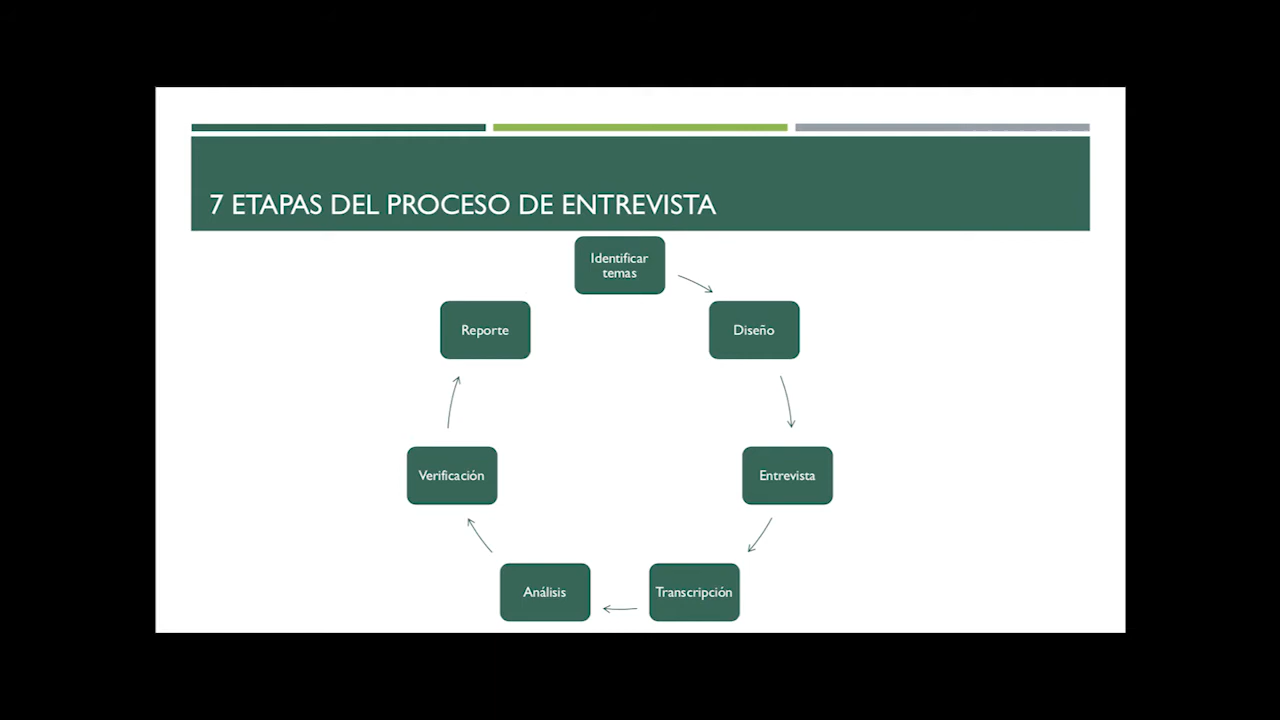 7 ETAPAS DEL PROCESO DE ENTREVISTA
Identificar
temas
Diseño
Entrevista
Transcripción
Análisis
Verificación
Reporte